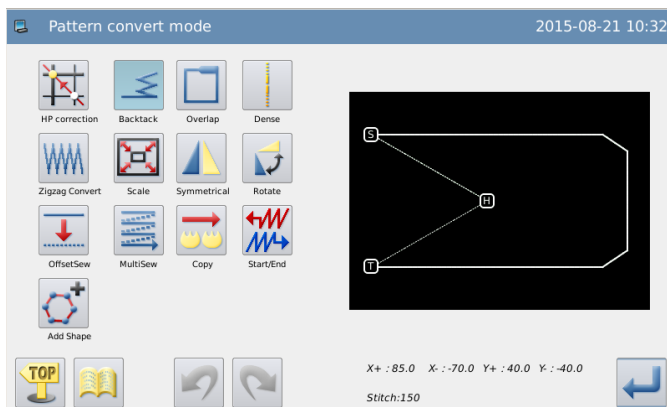 Pattern convert mode 2015-08-21 10:32
HP correction Backtack Overlap Dense
Zigzag Convert Scale Symmetrical Rotate
OffsetSew MultiSew Copy Start/End
Add Shape
S
H
T
TOP
X+ : 85.0 X- : -70.0 Y+ : 40.0 Y- : -40.0
Stitch:150